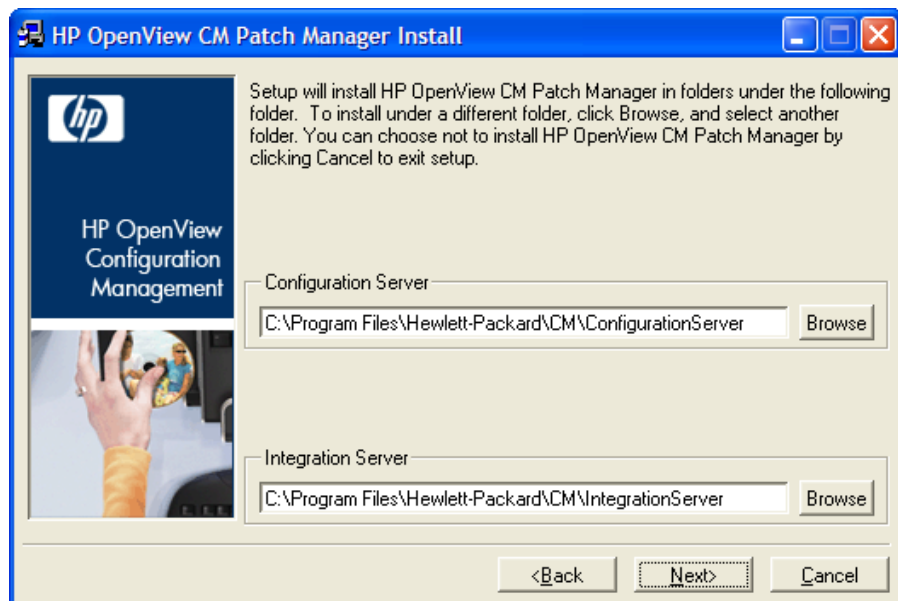 HP OpenView CM Patch Manager Install
hp
HP OpenView
Configuration
Management
Setup will install HP OpenView CM Patch Manager in folders under the following
folder. To install under a different folder, click Browse, and select another
folder. You can choose not to install HP OpenView CM Patch Manager by
clicking Cancel to exit setup.
Configuration Server
C:\Program Files\Hewlett-Packard\CM\ConfigurationServer
Browse
Integration Server
C:\Program Files\Hewlett-Packard\CM\IntegrationServer
Browse
<Back
Next>
Cancel